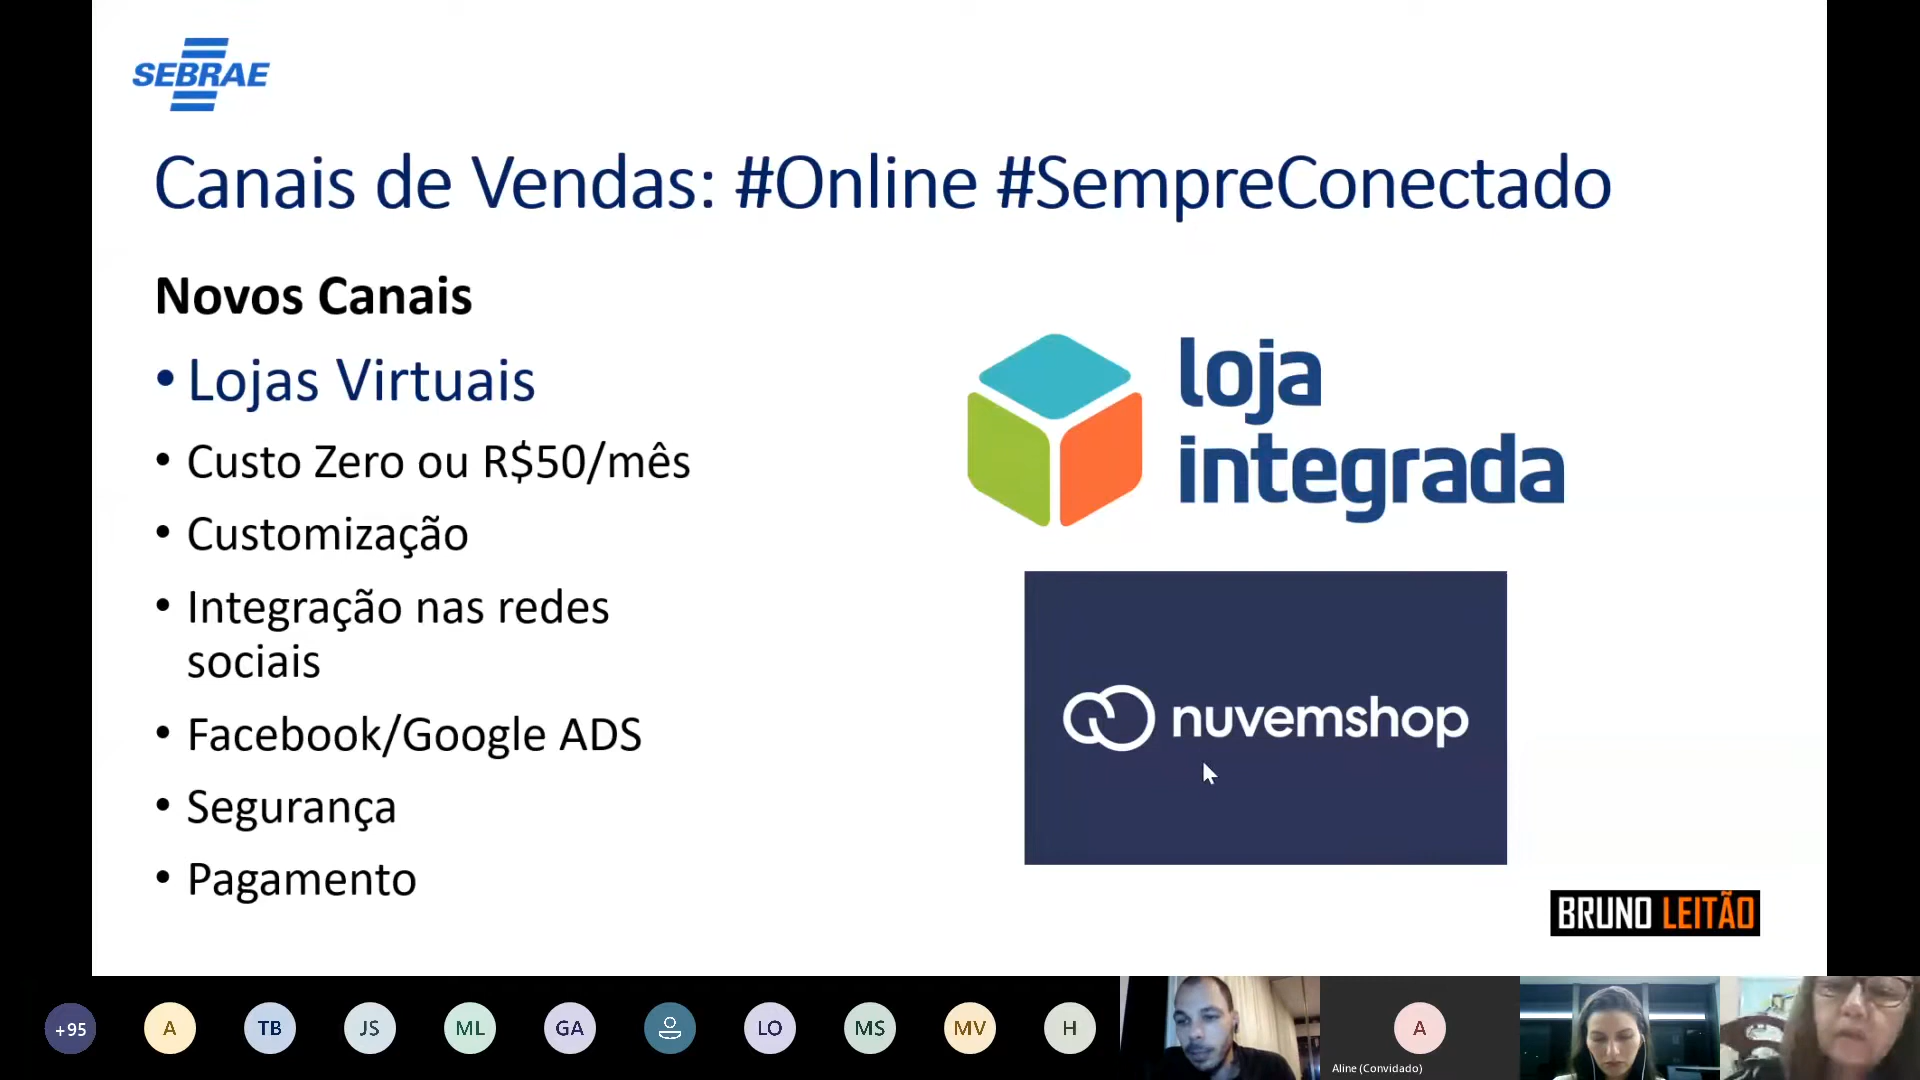 SEBRAE
Canais de Vendas: #Online #SempreConectado
Novos Canais
• Lojas Virtuais
• Custo Zero ou R$50/mês
• Customização
• Integração nas redes
sociais
• Facebook/Google ADS
• Segurança
• Pagamento
loja
integrada
nuvemshop
BRUNO LEITÃO
+95
A
TB
JS
ML
GA
LO
MS
MV
H
A
Aline (Convidado)